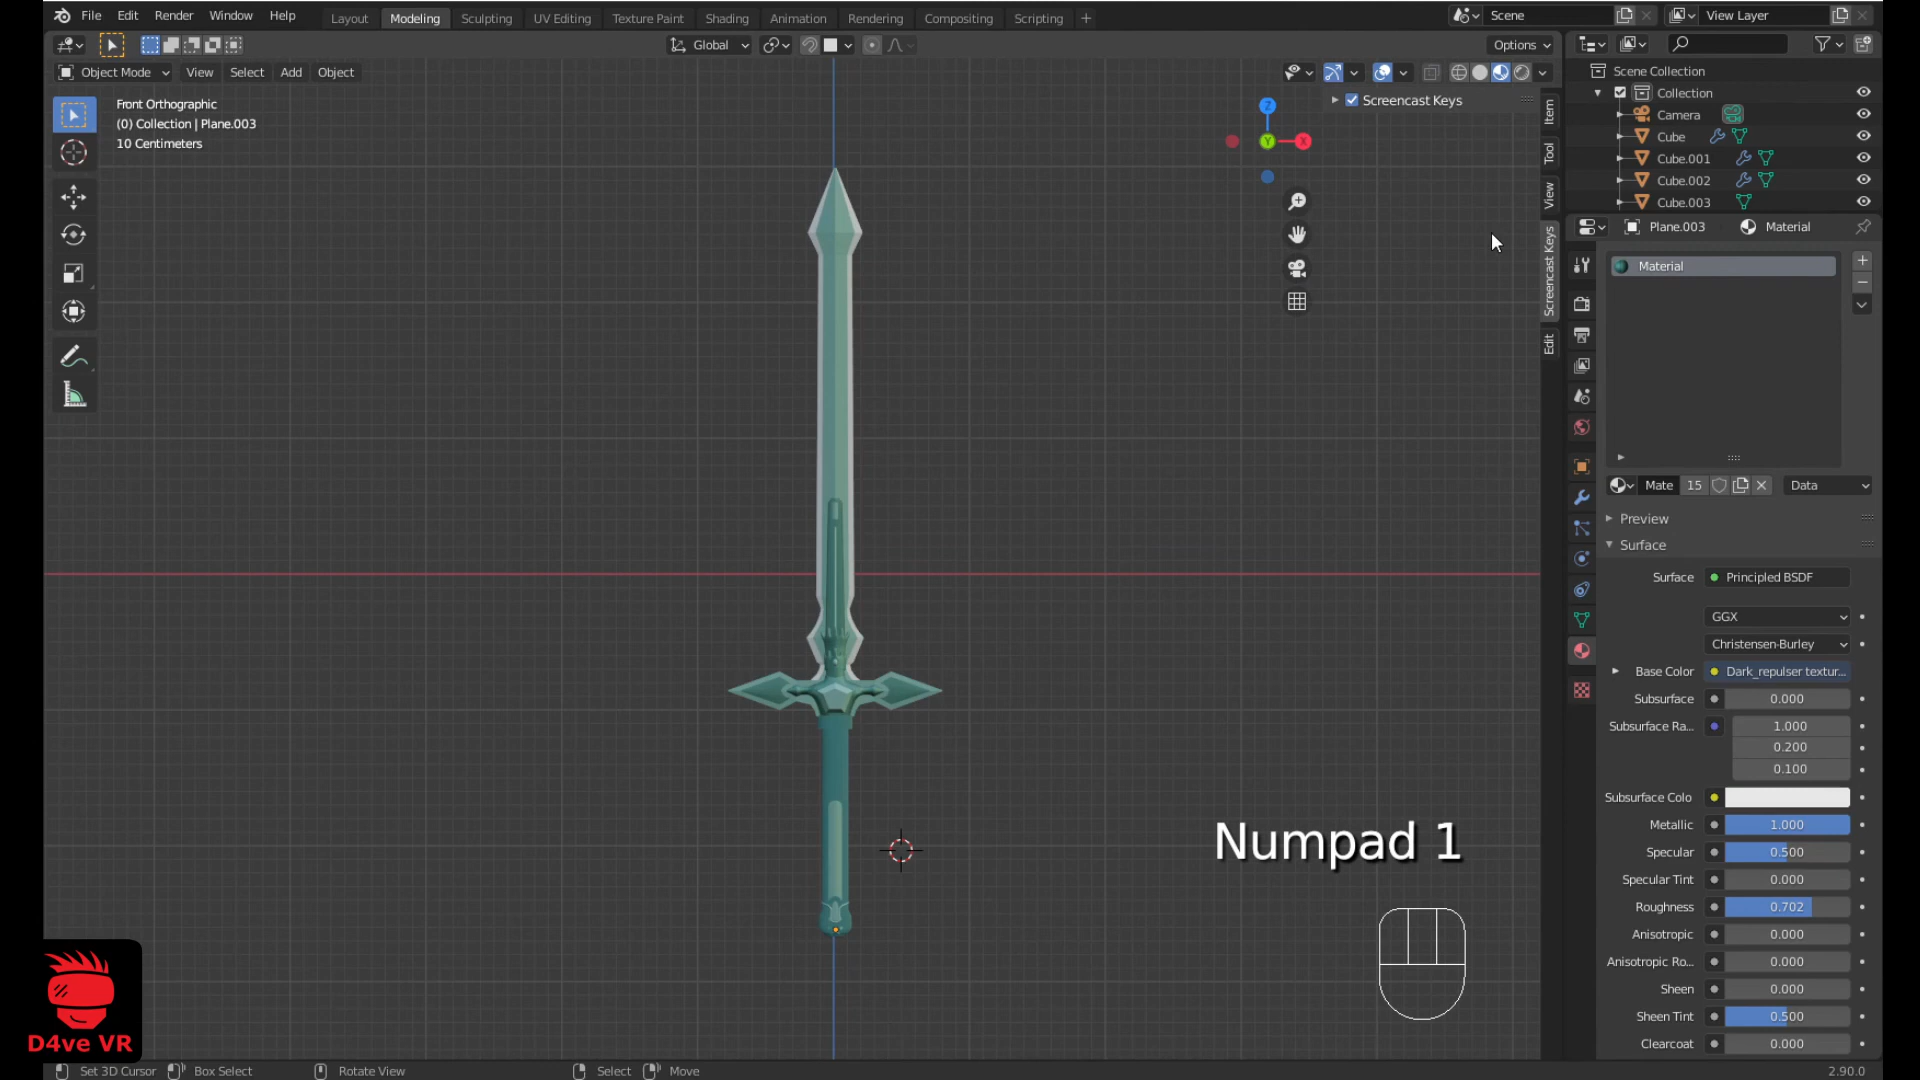 File Edit Render Window Help
Layout Modeling Sculpting UV Editing Texture Paint Shading Animation Rendering Compositing Scripting +
Scene
View Layer
Global
Options
Object Mode View Select Add Object
Front Orthographic
(0) Collection | Plane.003
10 Centimeters
Z
Y
X
Screencast Keys
Item
Tool
View
Screencast Keys
Edit
Scene Collection
Collection
Camera
Cube
Cube.001
Cube.002
Cube.003
Plane.003 Material
Material
Mate 15 Data
Preview
Surface
Surface Principled BSDF
GGX
Christensen-Burley
Base Color Dark_repulser textur...
Subsurface 0.000
Subsurface Ra... 1.000
0.200
0.100
Subsurface Colo
Metallic 1.000
Specular 0.500
Specular Tint 0.000
Roughness 0.702
Anisotropic 0.000
Anisotropic Ro... 0.000
Sheen 0.000
Sheen Tint 0.500
Clearcoat 0.000
Numpad 1
D4ve VR
Set 3D Cursor Box Select Rotate View Select Move 2.90.0